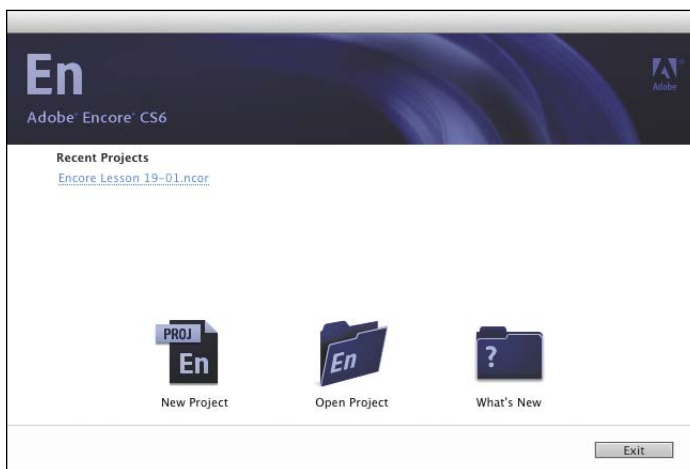 En
Adobe® Encore® CS6
Adobe®
Recent Projects
Encore Lesson 19-01.ncor
PROJ
En
En
?
New Project
Open Project
What's New
Exit